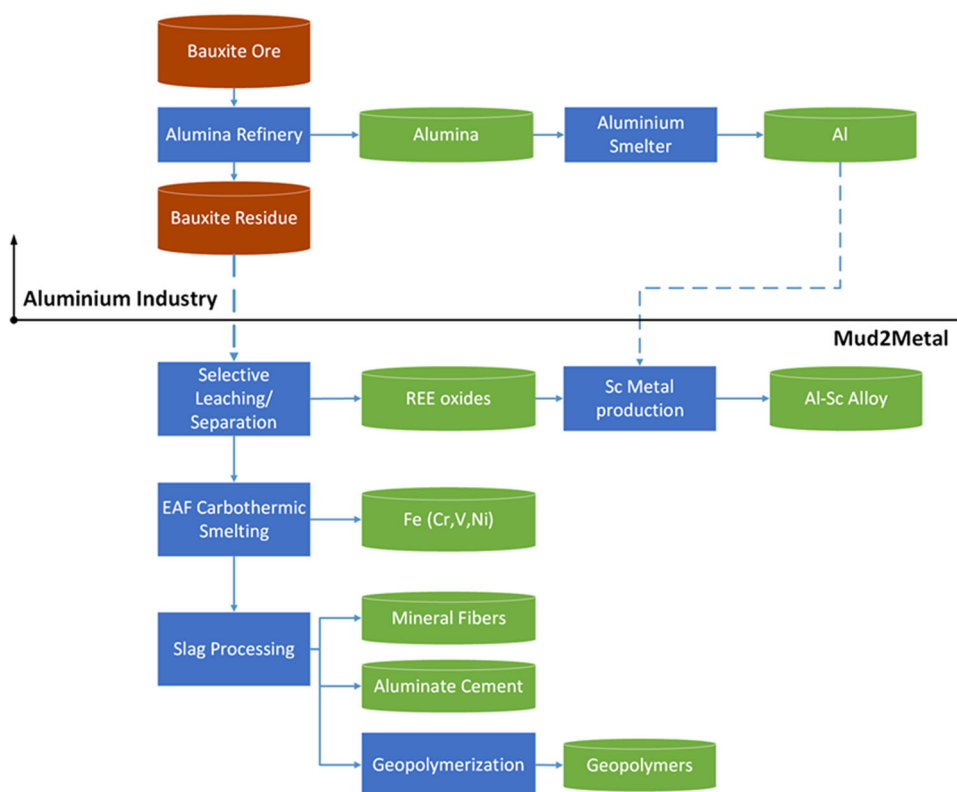 Bauxite Ore
Alumina Refinery
Alumina
Aluminium
Smelter
Al
Bauxite Residue
Aluminium Industry
Mud2Metal
Selective
Leaching/
Separation
REE oxides
Sc Metal
production
Al-Sc Alloy
EAF Carbothermic
Smelting
Fe (Cr,V,Ni)
Mineral Fibers
Slag Processing
Aluminate Cement
Geopolymerization
Geopolymers